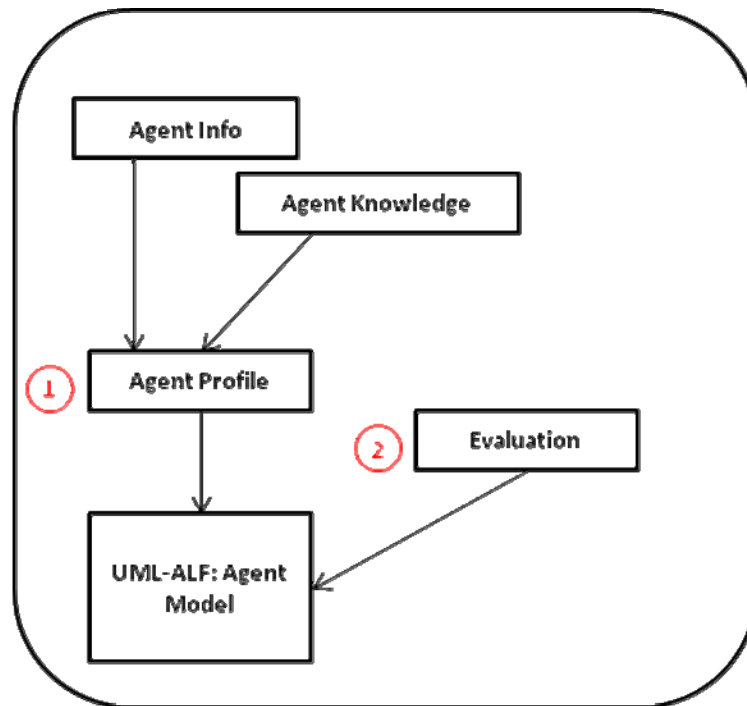 Agent Info
Agent Knowledge
1
Agent Profile
2
Evaluation
UML-ALF: Agent
Model